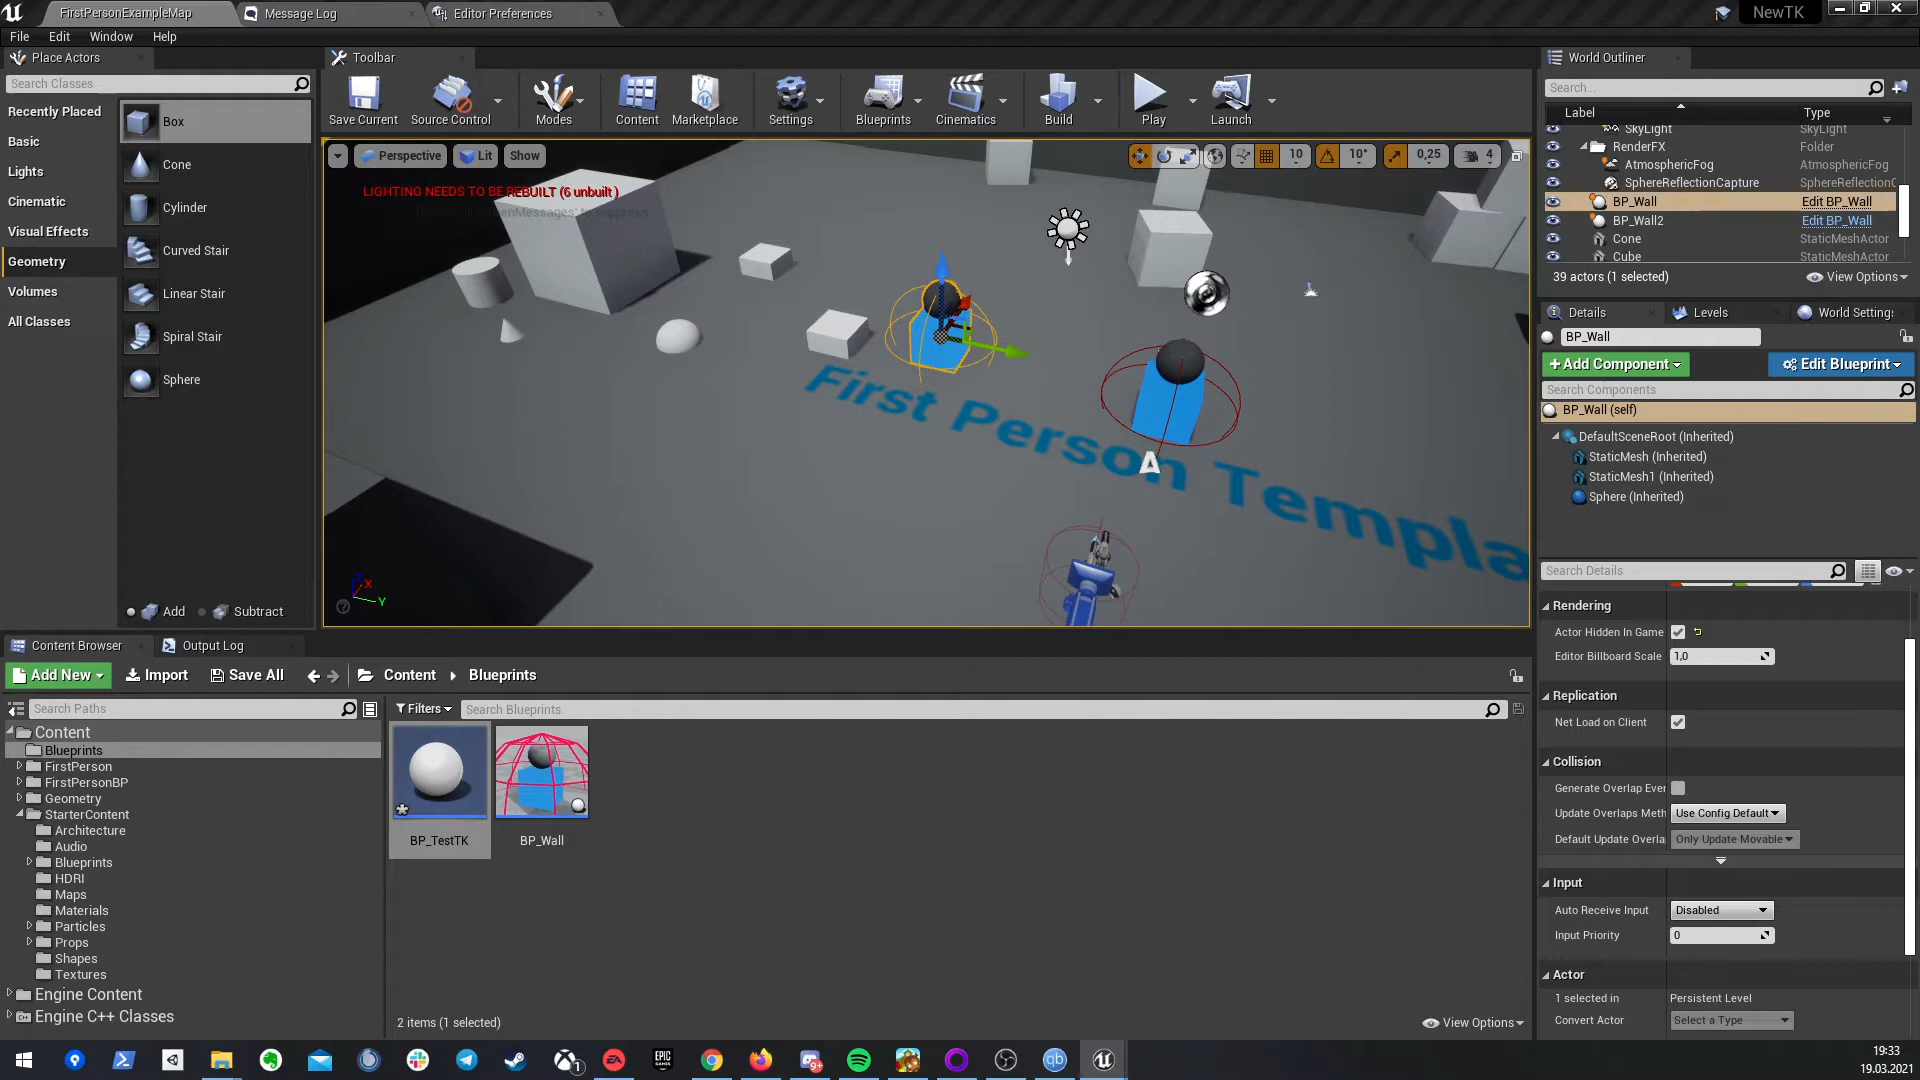 FirstPersonExampleMap
Message Log
Editor Preferences
NewTK
File
Edit
Window
Help
Place Actors
Search Classes
Recently Placed
Basic
Lights
Cinematic
Visual Effects
Geometry
Volumes
All Classes
Box
Cone
Cylinder
Curved Stair
Linear Stair
Spiral Stair
Sphere
Add
Subtract
Toolbar
Save Current
Source Control
Modes
Content
Marketplace
Settings
Blueprints
Cinematics
Build
Play
Launch
Perspective
Lit
Show
10
10°
0,25
4
LIGHTING NEEDS TO BE REBUILT (6 unbuilt )
to suppress
First Person Templa
A
X
Y
World Outliner
Search...
Label
Type
SkyLight
SkyLight
RenderFX
Folder
AtmosphericFog
AtmosphericFog
SphereReflectionCapture
SphereReflectionC
BP_Wall
Edit BP_Wall
BP_Wall2
Edit BP_Wall
Cone
StaticMeshActor
Cube
StaticMeshActor
39 actors (1 selected)
View Options
Details
Levels
World Settings
BP_Wall
+Add Component
Edit Blueprint
Search Components
BP_Wall (self)
DefaultSceneRoot (Inherited)
StaticMesh (Inherited)
StaticMesh1 (Inherited)
Sphere (Inherited)
Search Details
Rendering
Actor Hidden In Game
Editor Billboard Scale
1,0
Replication
Net Load on Client
Collision
Generate Overlap Ever
Update Overlaps Meth
Use Config Default
Default Update Overla
Only Update Movable
Input
Auto Receive Input
Disabled
Input Priority
0
Actor
1 selected in
Persistent Level
Convert Actor
Select a Type
Content Browser
Output Log
Add New
Import
Save All
Content
Blueprints
Search Paths
Filters
Search Blueprints
Content
Blueprints
FirstPerson
FirstPersonBP
Geometry
StarterContent
Architecture
Audio
Blueprints
HDRI
Maps
Materials
Particles
Props
Shapes
Textures
Engine Content
Engine C++ Classes
BP_TestTK
BP_Wall
2 items (1 selected)
View Options
1
EA
EPIC
GAMES
9+
qb
19:33
19.03.2021